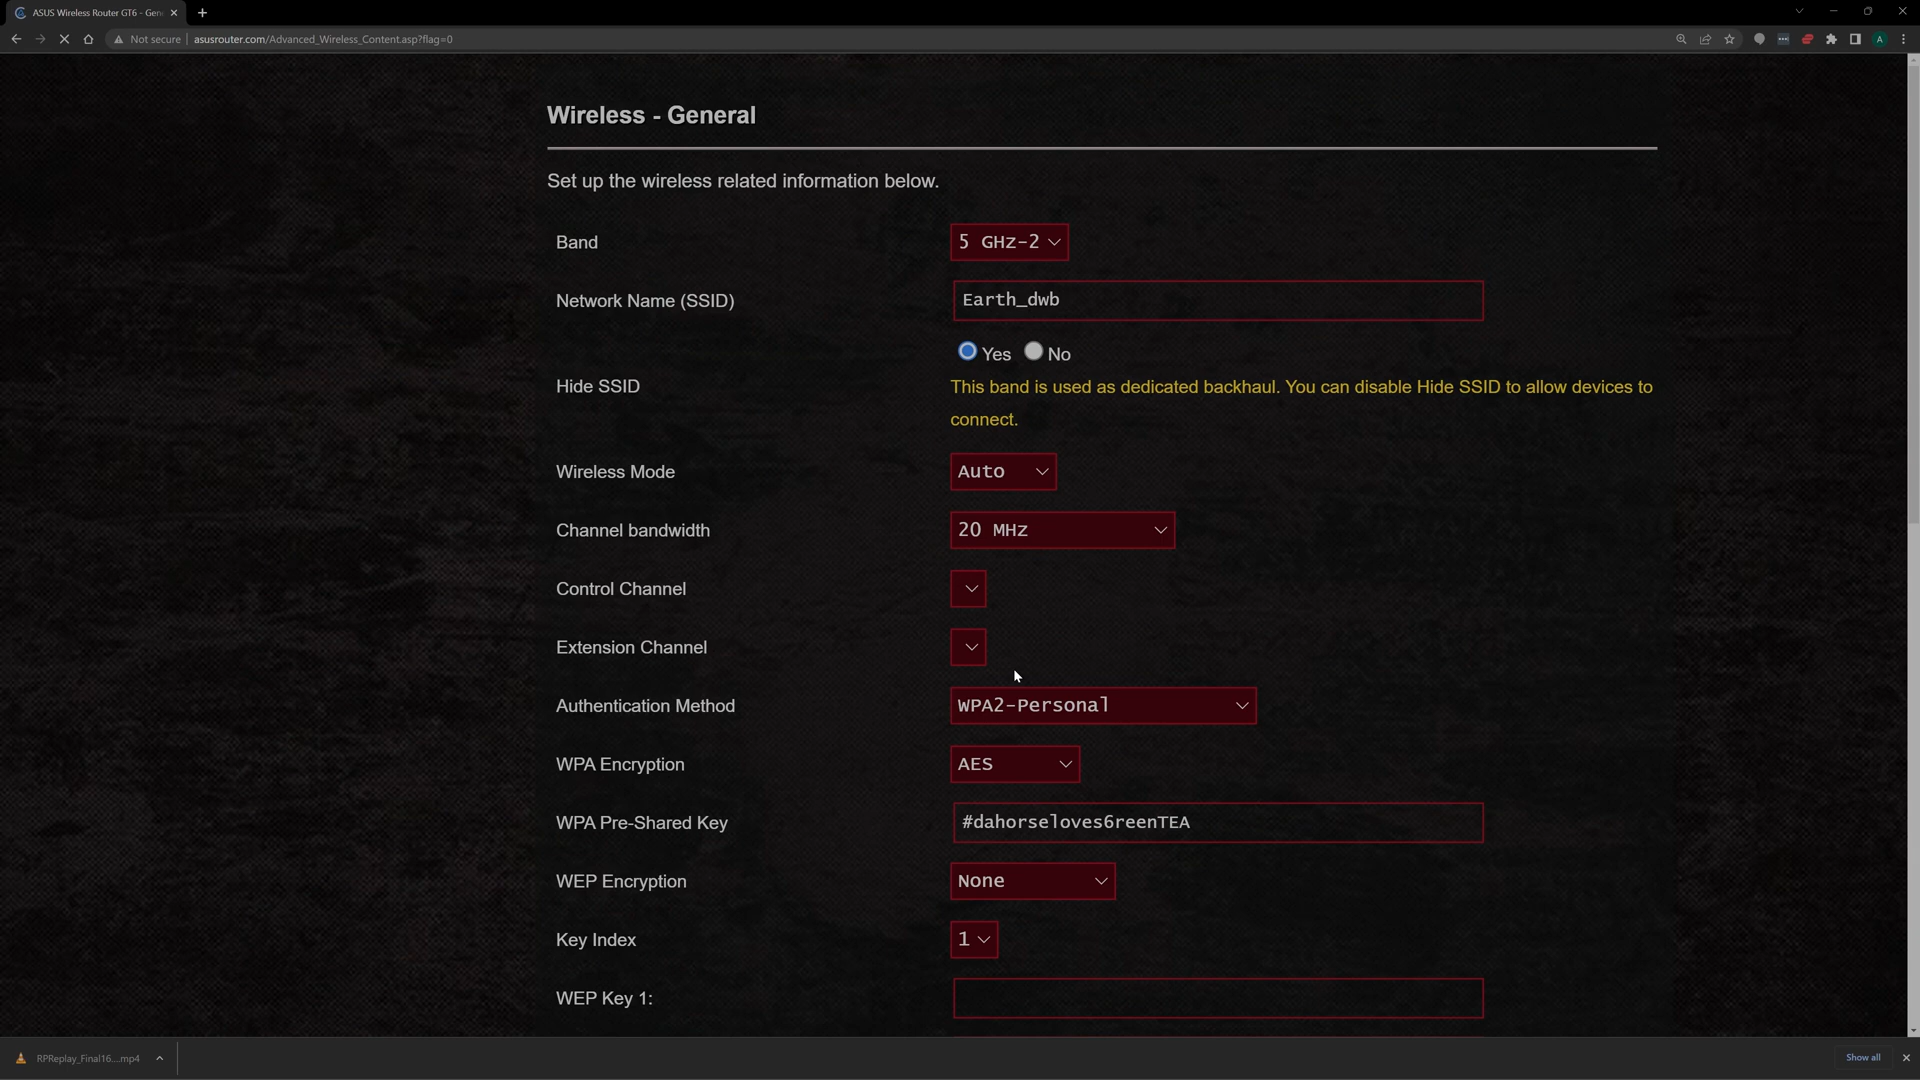 ASUS Wireless Router GT6 - Gen
Not secure
asusrouter.com/Advanced_Wireless_Content.asp?flag=0
A
Wireless - General
Set up the wireless related information below.
Band
5 GHz-2
Network Name (SSID)
Earth_dwb
Yes No
Hide SSID
This band is used as dedicated backhaul. You can disable Hide SSID to allow devices to
connect.
Wireless Mode
Auto
Channel bandwidth
20 MHz
Control Channel
Extension Channel
Authentication Method
WPA2-Personal
WPA Encryption
AES
WPA Pre-Shared Key
#dahorseloves6reenTEA
WEP Encryption
None
Key Index
1
WEP Key 1:
RPReplay_Final16....mp4
Show all